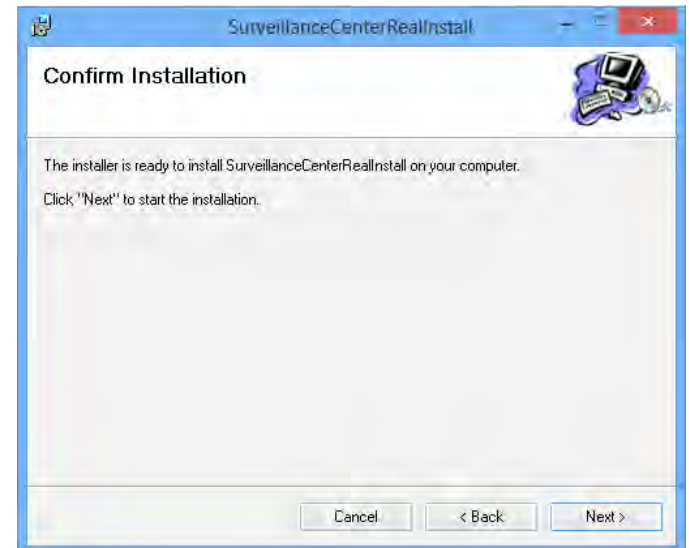 SurveillanceCenterRealInstall
Confirm Installation
The installer is ready to install SurveillanceCenterRealInstall on your computer.
Click "Next" to start the installation.
Cancel
< Back
Next >